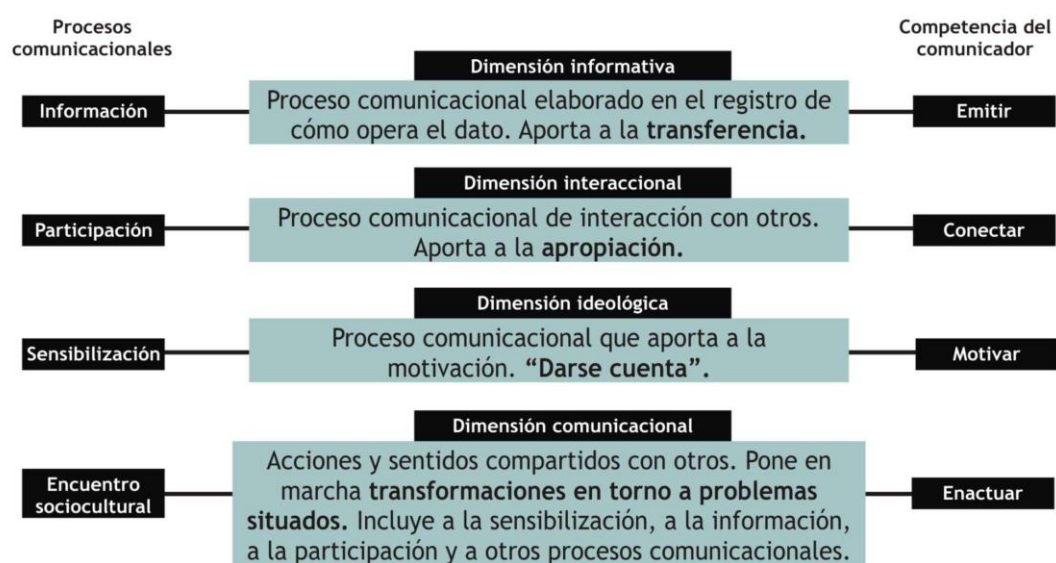 Procesos
comunicacionales
Competencia del
comunicador
Dimensión informativa
Información
Proceso comunicacional elaborado en el registro de
cómo opera el dato. Aporta a la transferencia.
Emitir
Dimensión interaccional
Participación
Proceso comunicacional de interacción con otros.
Aporta a la apropiación.
Conectar
Dimensión ideológica
Sensibilización
Proceso comunicacional que aporta a la
motivación. “Darse cuenta”.
Motivar
Dimensión comunicacional
Encuentro
sociocultural
Acciones y sentidos compartidos con otros. Pone en
marcha transformaciones en torno a problemas
situados. Incluye a la sensibilización, a la información,
a la participación y a otros procesos comunicacionales.
Enactuar